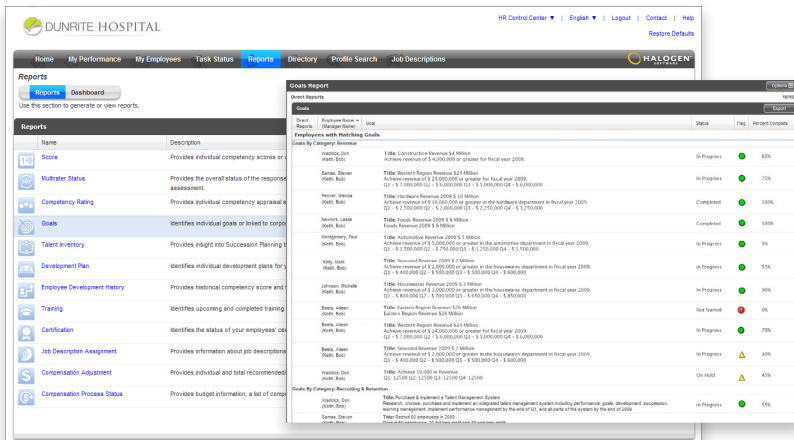 HR Control Center ▼ | English ▼ | Logout | Contact | Help
DUNRITE HOSPITAL
Restore Defaults
Home My Performance My Employees Task Status Reports Directory Profile Search Job Descriptions
HALOGEN
SOFTWARE
Reports
Reports Dashboard
Use this section to generate or view reports.
Reports
Name Description
Score Provides individual competency scores or
Multirater Status Provides the overall status of the response
assessment.
Competency Rating Provides individual competency appraisal
Goals Identifies individual goals or linked to corpo
Talent Inventory Provides insight into Succession Planning
Development Plan Identifies individual development plans for
Employee Development History Provides historical competency score and
Training Identifies upcoming and completed training
Certification Identifies the status of your employees' ce
Job Description Assignment Provides information about job descriptions
Compensation Adjustment Provides individual and total recommended
Compensation Process Status Provides budget information, a list of comp
Goals Report Options
Direct Reports 10/10
Goals Export
Direct Reports Employee Name (Manager Name) Goal Status Flag Percent Complete
Employees with Matching Goals
Goals By Category: Revenue
Waddick, Don Title: Construction Revenue $4 Million
(Keith, Bob) Achieve revenue of $ 4,000,000 or greater for fiscal year 2009. In Progress 85%
Samas, Steven Title: Western Region Revenue $24 Million
(Keith, Bob) Achieve revenue of $ 24,000,000 or greater for fiscal year 2009. In Progress 75%
Q1 - $ 7,000,000 Q2 - $ 6,000,000 Q3 - $ 5,000,000 Q4 - $ 6,000,000
Penner, Glenda Title: Hardware Revenue 2009 $ 10 Million
(Keith, Bob) Achieve revenue of $ 10,000,000 or greater in the hardware department in fiscal year 2009. Completed 100%
Q1 - $ 2,500,000 Q2 - $ 2,000,000 Q3 - $ 2,250,000 Q4 - $ 3,250,000
Newark, Leslie Title: Foods Revenue 2009 $ 6 Million
(Keith, Bob) Foods Revenue 2009 $ 6 Million Completed 100%
Montgomery, Paul Title: Automotive Revenue 2009 $ 5 Million
(Keith, Bob) Achieve revenue of $ 5,000,000 or greater in the automotive department in fiscal year 2009. In Progress 5%
Q1 - $ 1,500,000 Q2 - $ 750,000 Q3 - $ 1,250,000 Q4 - $ 1,500,000
Kelly, Mark Title: Seasonal Revenue 2009 $ 2 Million
(Keith, Bob) Achieve revenue of $ 2,000,000 or greater in the housewares department in fiscal year 2009. In Progress 55%
Q1 - $ 400,000 Q2 - $ 500,000 Q3 - $ 500,000 Q4 - $ 600,000
Johnson, Michelle Title: Housewares Revenue 2009 $ 3 Million
(Keith, Bob) Achieve revenue of $ 3,000,000 or greater in the housewares department in fiscal year 2009. In Progress 90%
Q1 - $ 800,000 Q2 - $ 700,000 Q3 - $ 650,000 Q4 - $ 850,000
Beets, Aileen Title: Eastern Region Revenue $26 Million
(Keith, Bob) Eastern Region Revenue $26 Million Not Started 0%
Beets, Aileen Title: Western Region Revenue $24 Million
(Keith, Bob) Achieve revenue of $ 24,000,000 or greater for fiscal year 2009. In Progress 70%
Q1 - $ 7,000,000 Q2 - $ 6,000,000 Q3 - $ 5,000,000 Q4 - $ 6,000,000
Beets, Aileen Title: Seasonal Revenue 2009 $ 2 Million
(Keith, Bob) Achieve revenue of $ 2,000,000 or greater in the housewares department in fiscal year 2009. In Progress 30%
Q1 - $ 400,000 Q2 - $ 500,000 Q3 - $ 500,000 Q4 - $ 600,000
Waddick, Don Title: Achieve 50,000 in Revenue
(Keith, Bob) Q1: 12500 Q2: 12500 Q3: 12500 Q4: 12500 On Hold 45%
Goals By Category: Recruiting & Retention
Waddick, Don Title: Purchase & Implement a Talent Management System
(Keith, Bob) Research, choose, purchase and implement an integrated talent management system including performance, goals, development, succession, In Progress 55%
learning management. Implement performance management by the end of Q1, and all parts of the system by the end of 2009
Samas, Steven Title: Recruit 60 employees in 2009